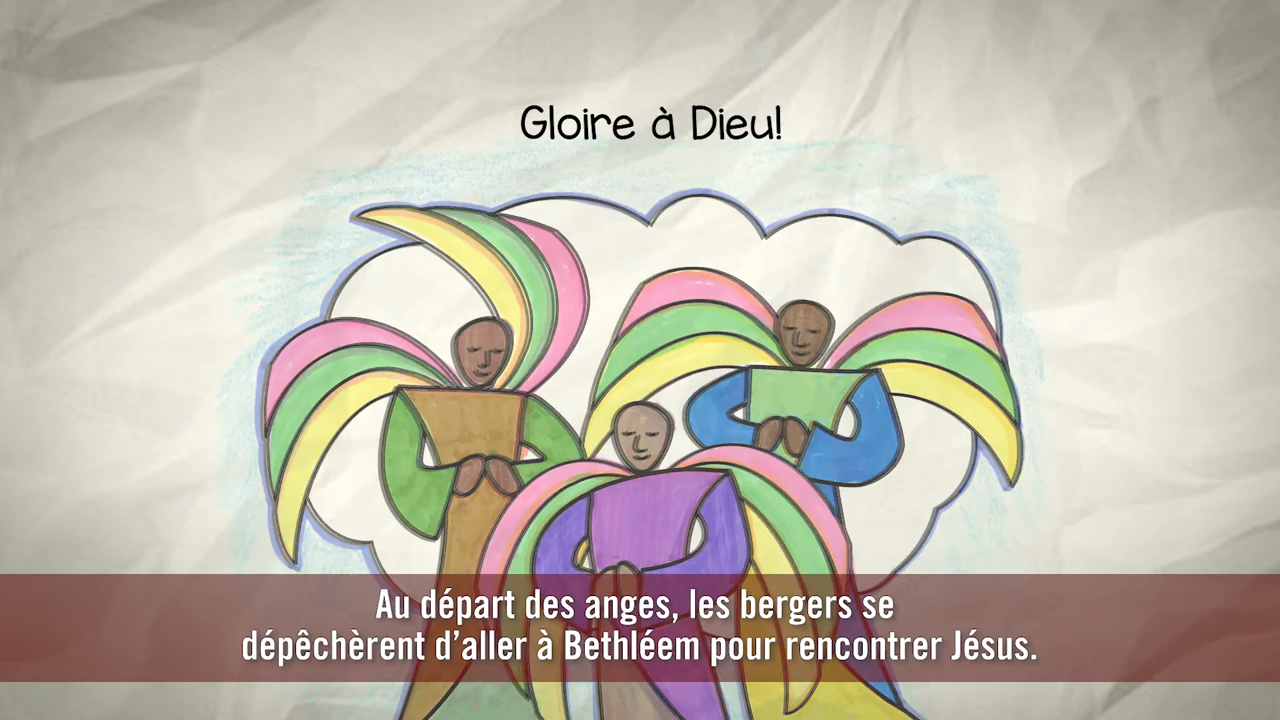 Gloire à Dieu!
Au départ des anges, les bergers se
dépêchèrent d’aller à Bethléem pour rencontrer Jésus.